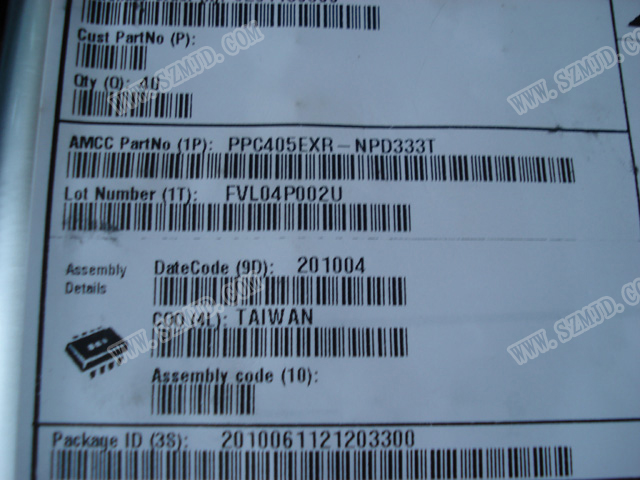 Cust PartNo (P):
WWW.SZMJD.COM
Qty (Q): 40
WWW.SZMJD.COM
AMCC PartNo (1P): PPC405EXR-NPD333T
Lot Number (1T): FVL04P002U
Assembly
Details
DateCode (9D): 201004
COO (4L): TAIWAN
WWW.SZMJD.COM
WWW.SZMJD.COM
Assembly code (10):
Package ID (3S): 2010061121203300